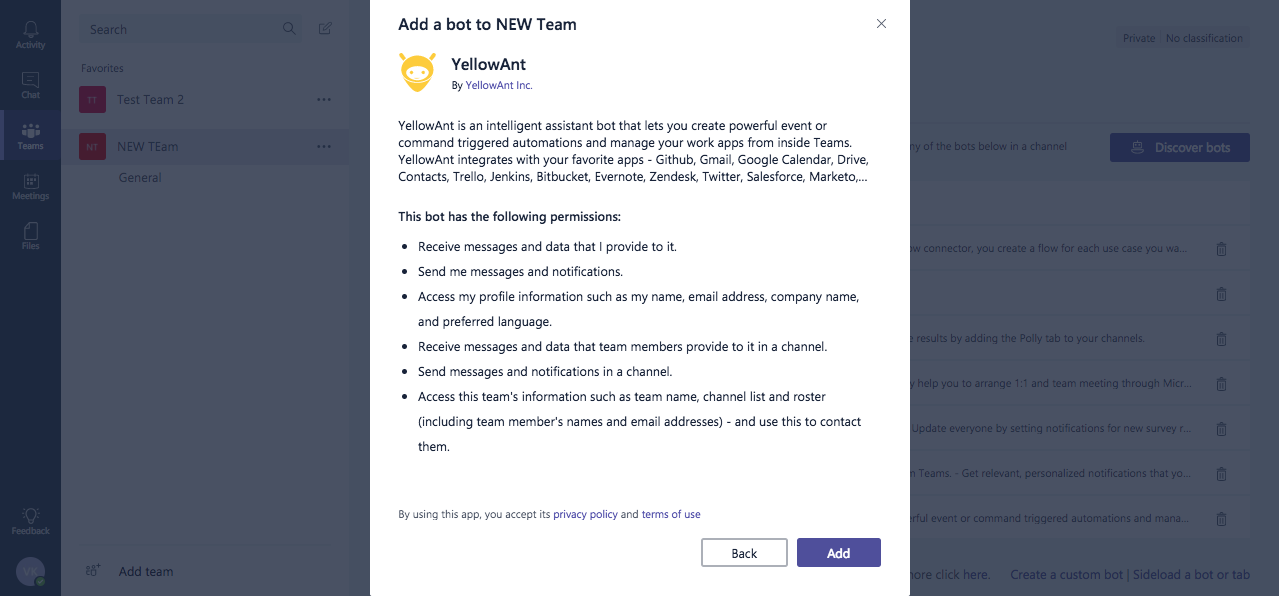 Activity
Chat
Teams
Meetings
Files
Feedback
VK
Search
Favorites
TT
Test Team 2
...
NT
NEW TEam
...
General
Add team
Add a bot to NEW Team
YellowAnt
By YellowAnt Inc.
YellowAnt is an intelligent assistant bot that lets you create powerful event or
command triggered automations and manage your work apps from inside Teams.
YellowAnt integrates with your favorite apps - Github, Gmail, Google Calendar, Drive,
Contacts, Trello, Jenkins, Bitbucket, Evernote, Zendesk, Twitter, Salesforce, Marketo,...
This bot has the following permissions:
• Receive messages and data that I provide to it.
• Send me messages and notifications.
• Access my profile information such as my name, email address, company name,
and preferred language.
• Receive messages and data that team members provide to it in a channel.
• Send messages and notifications in a channel.
• Access this team's information such as team name, channel list and roster
(including team member's names and email addresses) - and use this to contact
them.
By using this app, you accept its privacy policy and terms of use
Back
Add
Private | No classification
ny of the bots below in a channel
Discover bots
ow connector, you create a flow for each use case you wa...
e results by adding the Polly tab to your channels.
y help you to arrange 1:1 and team meeting through Micr...
Update everyone by setting notifications for new survey r...
n Teams. - Get relevant, personalized notifications that yo...
erful event or command triggered automations and mana...
more click here.
Create a custom bot | Sideload a bot or tab